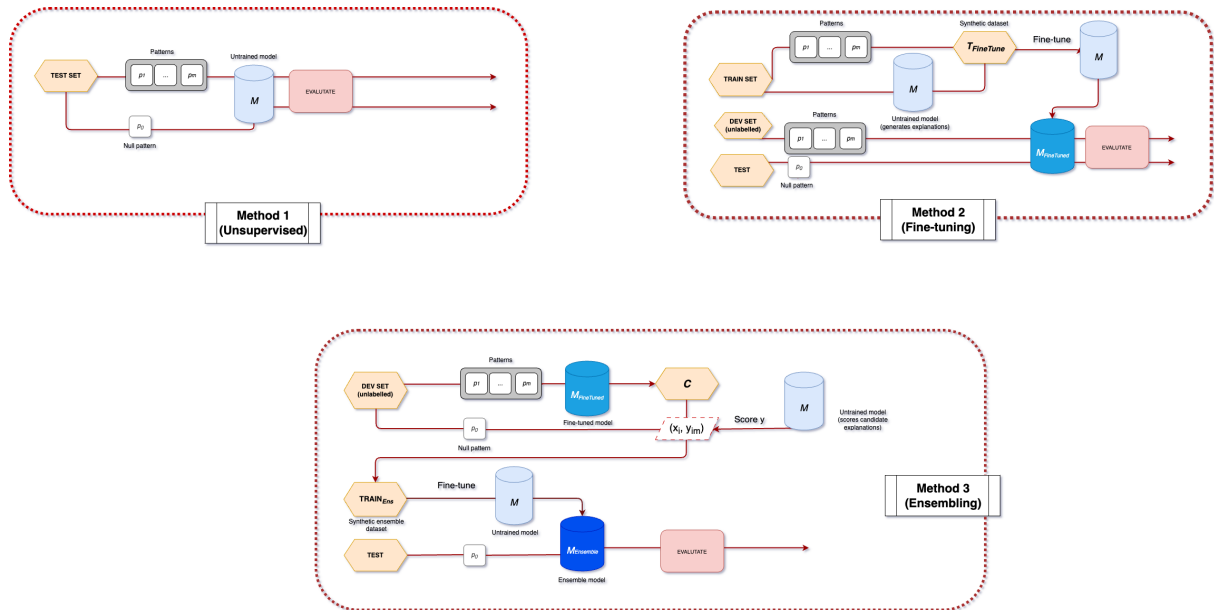 Patterns
Untrained model
TEST SET
p1
...
pm
M
EVALUTATE
p0
Null pattern
Method 1
(Unsupervised)
Synthetic dataset
Patterns
TFineTune
Fine-tune
p1
...
pm
M
TRAIN SET
M
Untrained model
(generates explanations)
DEV SET
(unlabelled)
Patterns
p1
...
pm
MFineTuned
EVALUTATE
TEST
p0
Null pattern
Method 2
(Fine-tuning)
Patterns
DEV SET
(unlabelled)
p1
...
pm
MFineTuned
C
Fine-tuned model
M
Untrained model
(scores candidate
explanations)
Score y
(xi, yim)
p0
Null pattern
TRAINEns
Fine-tune
M
Synthetic ensemble
dataset
Untrained model
Method 3
(Ensembling)
TEST
p0
MEnsemble
EVALUTATE
Ensemble model